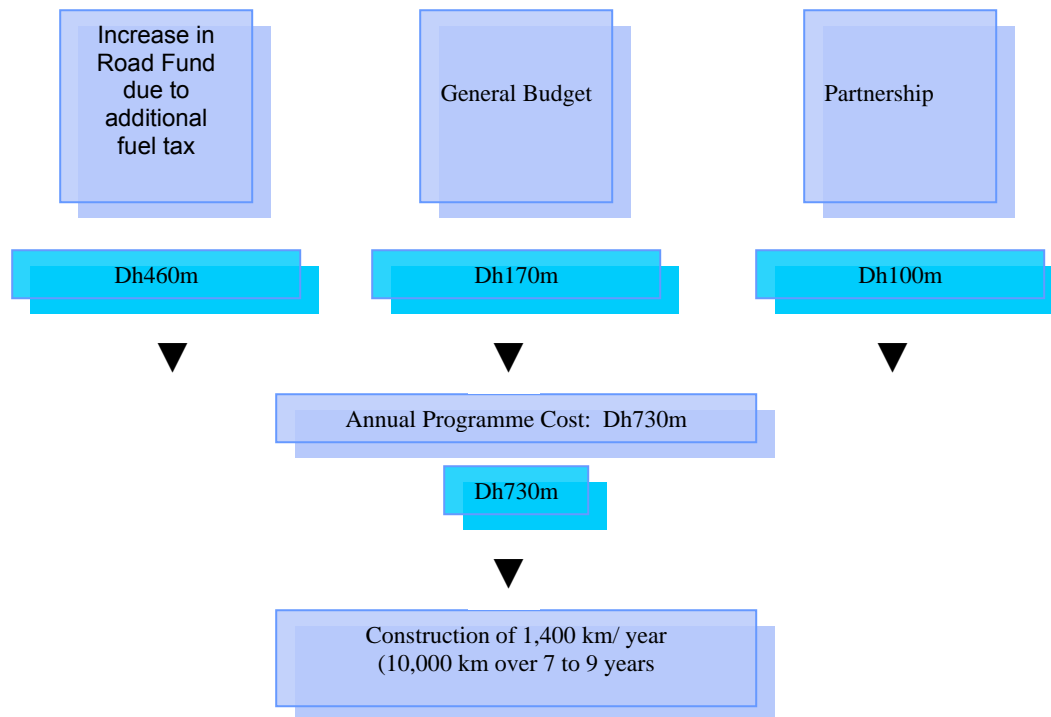 Increase in
Road Fund
due to
additional
fuel tax
General Budget
Partnership
Dh460m
Dh170m
Dh100m
Annual Programme Cost:  Dh730m
Dh730m
Construction of 1,400 km/ year
(10,000 km over 7 to 9 years